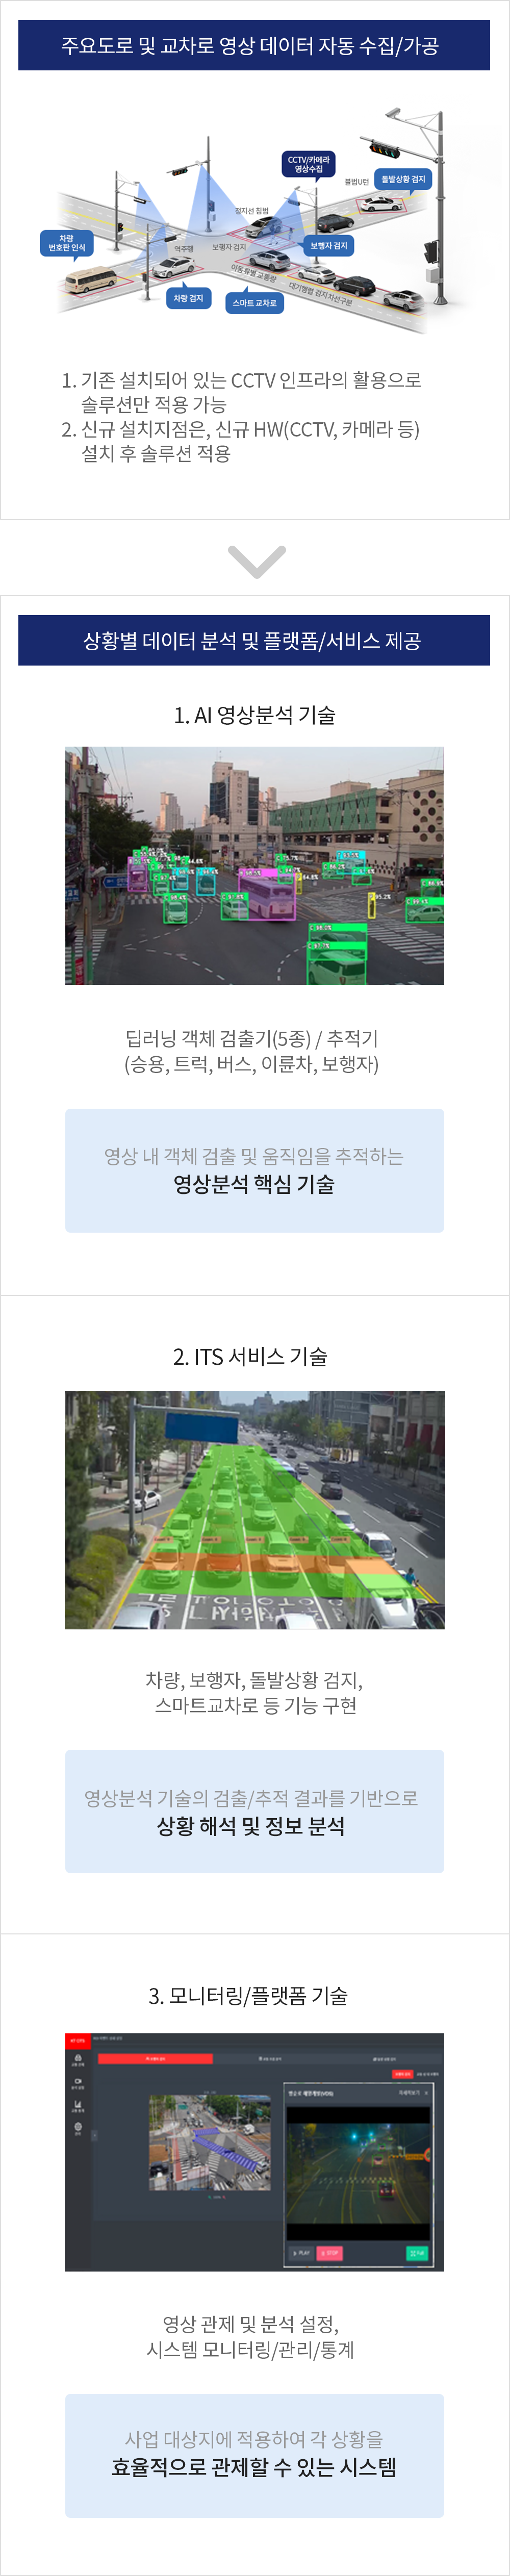 주요도로 및 교차로 영상 데이터 자동 수집/가공
CCTV/카메라
영상수집
불법U턴
돌발상황 검지
정지선 침범
차량
번호판 인식
역주행
보행자 검지
보행자 검지
이동유별 교통량
대기행렬 검지
차선구분
차량 검지
스마트 교차로
1. 기존 설치되어 있는 CCTV 인프라의 활용으로
솔루션만 적용 가능
2. 신규 설치지점은, 신규 HW(CCTV, 카메라 등)
설치 후 솔루션 적용
상황별 데이터 분석 및 플랫폼/서비스 제공
1. AI 영상분석 기술
딥러닝 객체 검출기(5종) / 추적기
(승용, 트럭, 버스, 이륜차, 보행자)
영상 내 객체 검출 및 움직임을 추적하는
영상분석 핵심 기술
2. ITS 서비스 기술
차량, 보행자, 돌발상황 검지,
스마트교차로 등 기능 구현
영상분석 기술의 검출/추적 결과를 기반으로
상황 해석 및 정보 분석
3. 모니터링/플랫폼 기술
PLAY
STOP
영상 관제 및 분석 설정,
시스템 모니터링/관리/통계
사업 대상지에 적용하여 각 상황을
효율적으로 관제할 수 있는 시스템